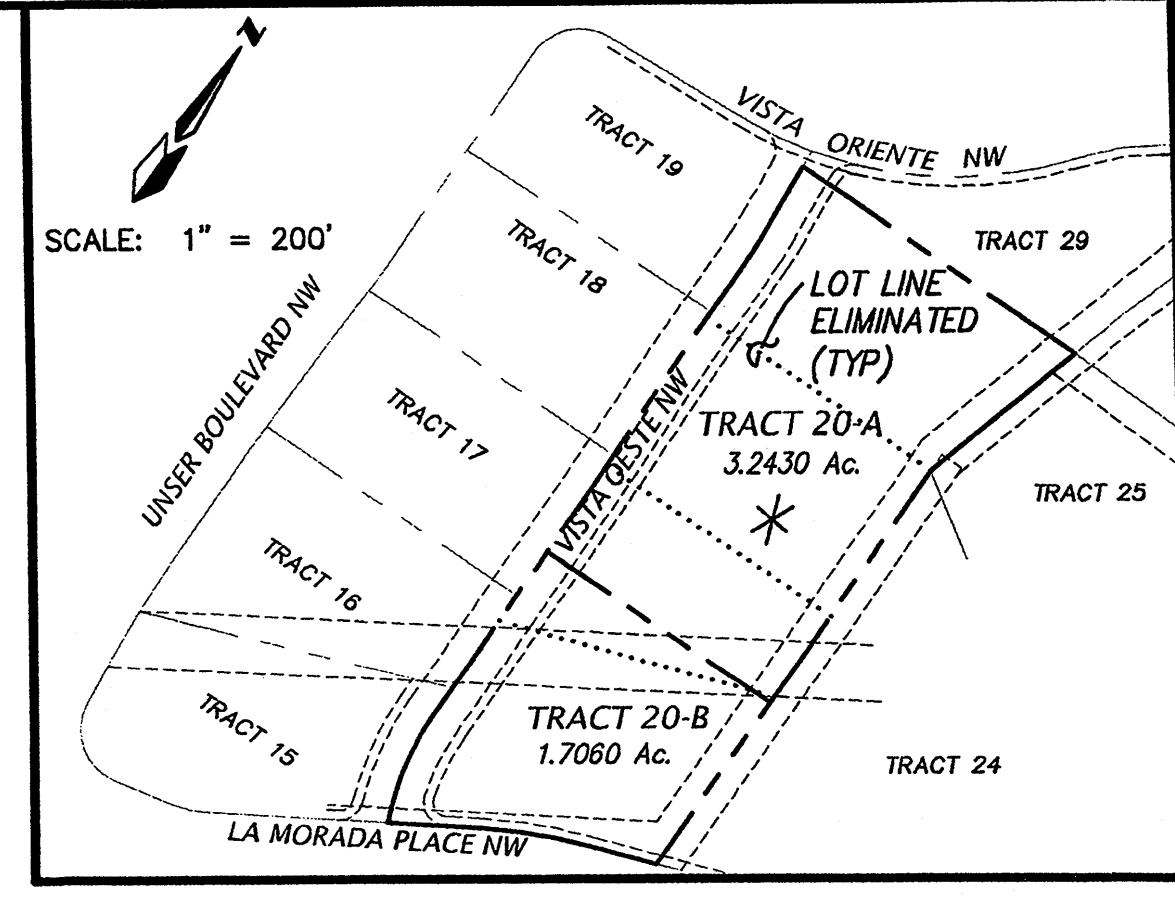 N
SCALE: 1" = 200'
VISTA ORIENTE NW
TRACT 19
TRACT 18
TRACT 29
LOT LINE
ELIMINATED
(TYP)
UNSER BOULEVARD NW
TRACT 17
VISTA OESTE NW
TRACT 20-A
3.2430 Ac.
TRACT 25
TRACT 16
TRACT 15
TRACT 20-B
1.7060 Ac.
TRACT 24
LA MORADA PLACE NW